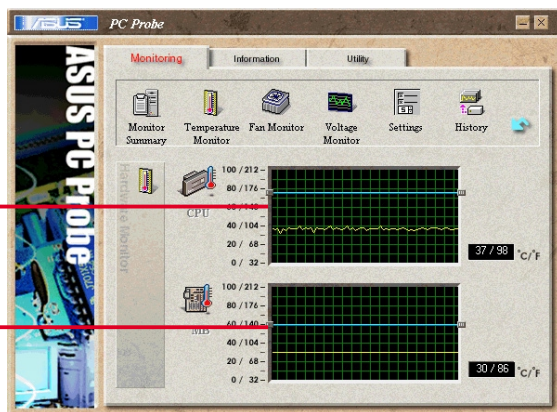 ASUS
PC Probe
ASUS PC Probe
Monitoring
Information
Utility
Monitor
Summary
Temperature
Monitor
Fan Monitor
Voltage
Monitor
Settings
History
Hardware Monitor
CPU
100 / 212
80 / 176
60 / 140
40 / 104
20 / 68
0 / 32
37 / 98 °C/°F
MB
100 / 212
80 / 176
60 / 140
40 / 104
20 / 68
0 / 32
30 / 86 °C/°F